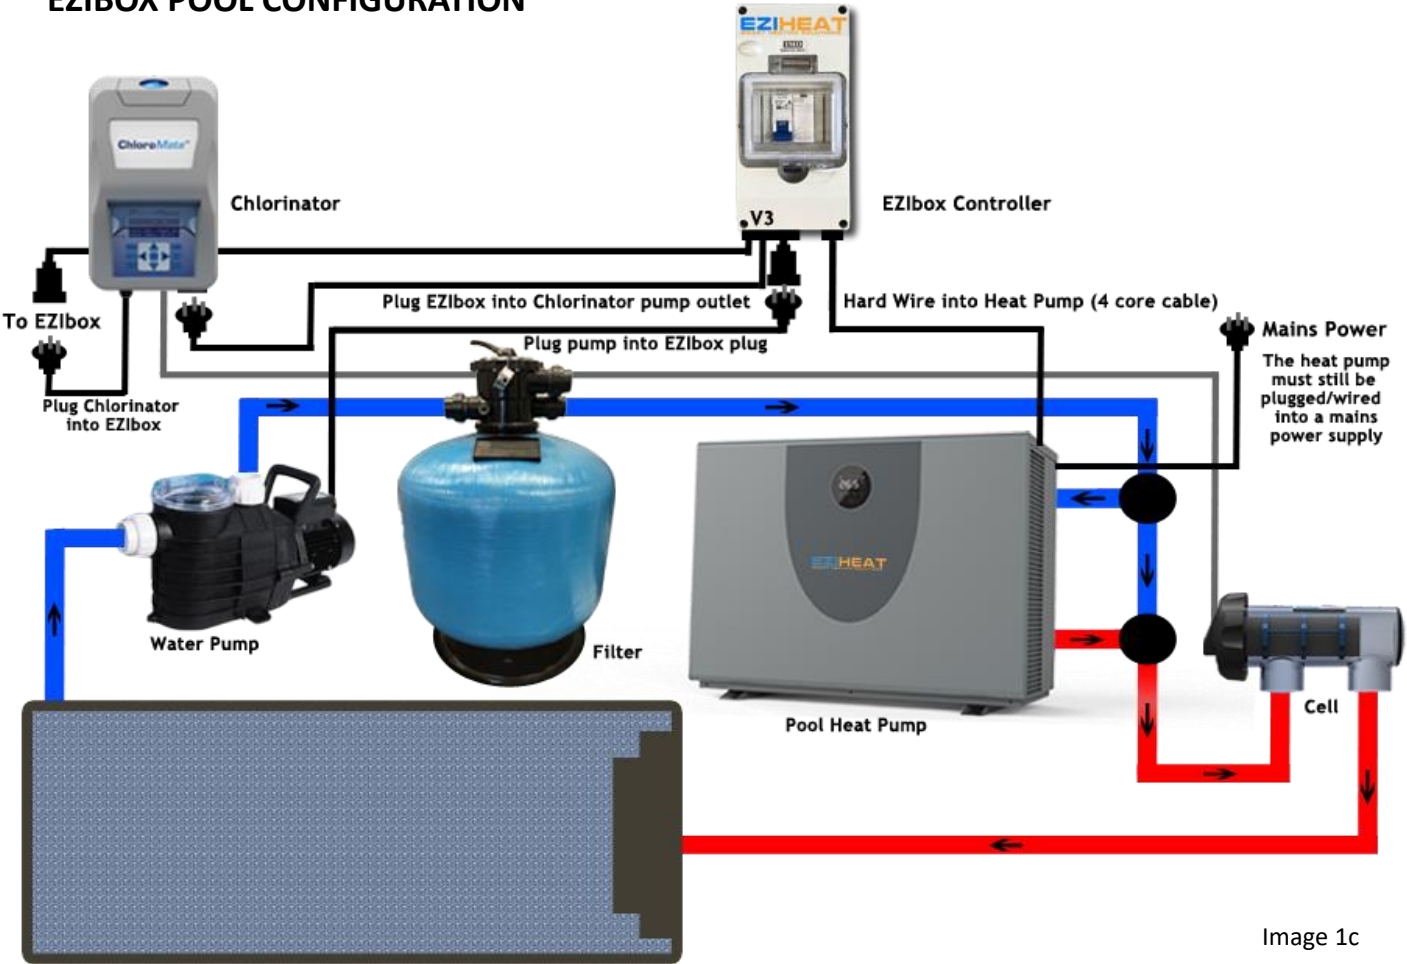 EZIBOX POOL CONFIGURATION
EZIHEAT
ChloroMate
Chlorinator
V3
EZIbox Controller
To EZIbox
Plug EZIbox into Chlorinator pump outlet
Hard Wire into Heat Pump (4 core cable)
Mains Power
Plug pump into EZIbox plug
The heat pump
must still be
plugged/wired
into a mains
power supply
Plug Chlorinator
into EZIbox
EZIHEAT
Water Pump
Filter
Pool Heat Pump
Cell
Image 1c